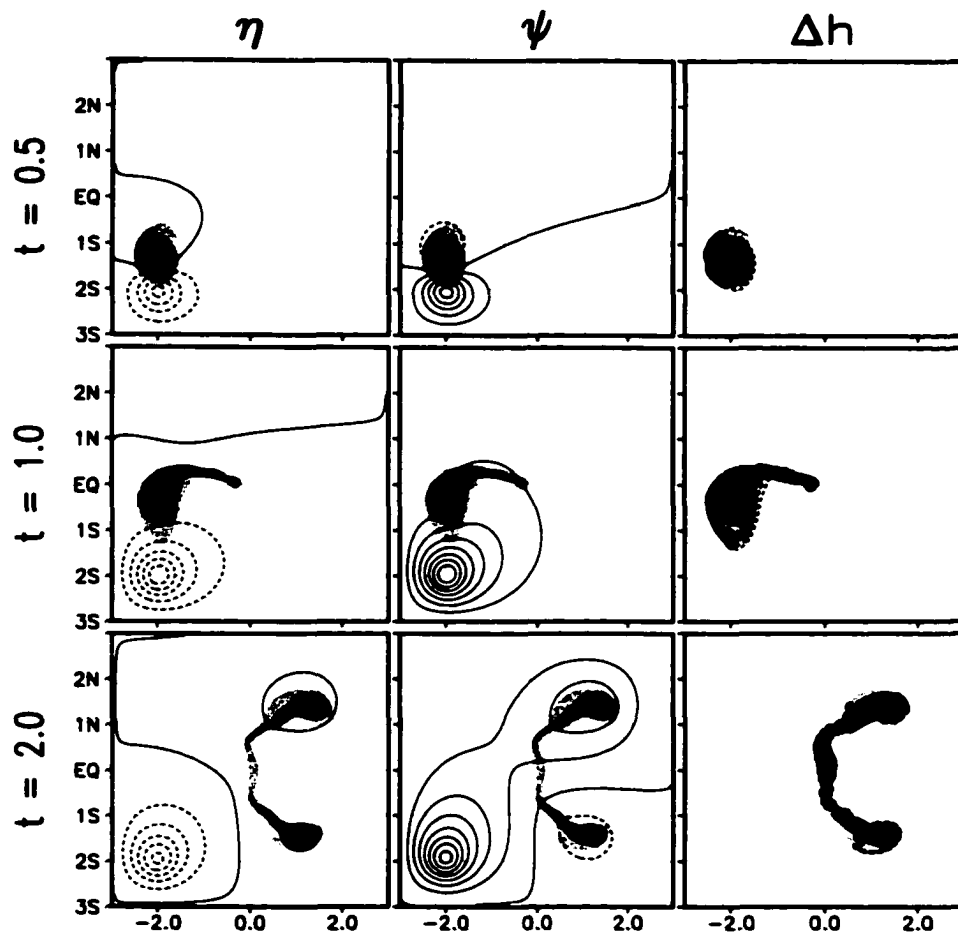 η ψ Δh
t = 0.5
2N
1N
EQ
1S
2S
3S
t = 1.0
2N
1N
EQ
1S
2S
3S
t = 2.0
2N
1N
EQ
1S
2S
3S
-2.0 0.0 2.0 -2.0 0.0 2.0 -2.0 0.0 2.0